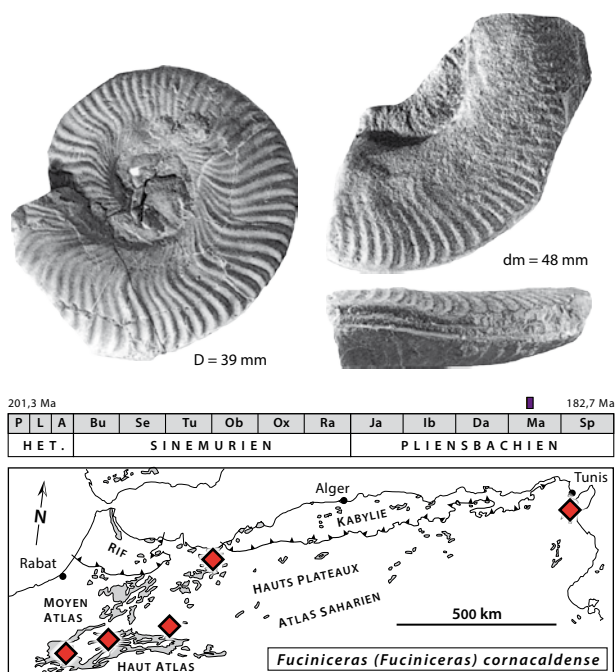 D = 39 mm
dm = 48 mm
201,3 Ma 182,7 Ma
P L A Bu Se Tu Ob Ox Ra Ja Ib Da Ma Sp
HET. SINEMURIEN PLIENSBACHIEN
Tunis
Alger
N
KABYLIE
RIF
Rabat
HAUTS PLATEAUX
MOYEN
ATLAS
ATLAS SAHARIEN
500 km
HAUT ATLAS
Fuciniceras (Fuciniceras) cornacaldense